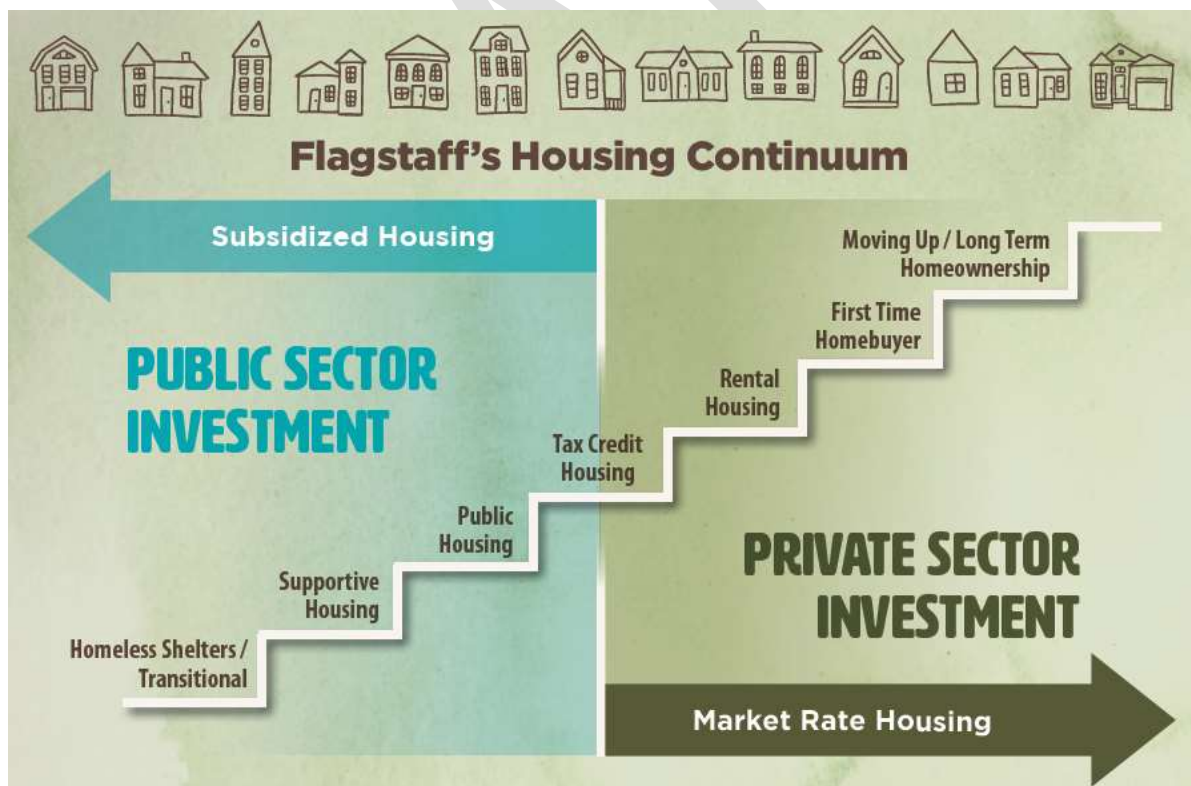 Flagstaff's Housing Continuum
Subsidized Housing
Moving Up / Long Term
Homeownership
First Time
Homebuyer
PUBLIC SECTOR
INVESTMENT
Rental
Housing
Tax Credit
Housing
Public
Housing
PRIVATE SECTOR
INVESTMENT
Supportive
Housing
Homeless Shelters /
Transitional
Market Rate Housing